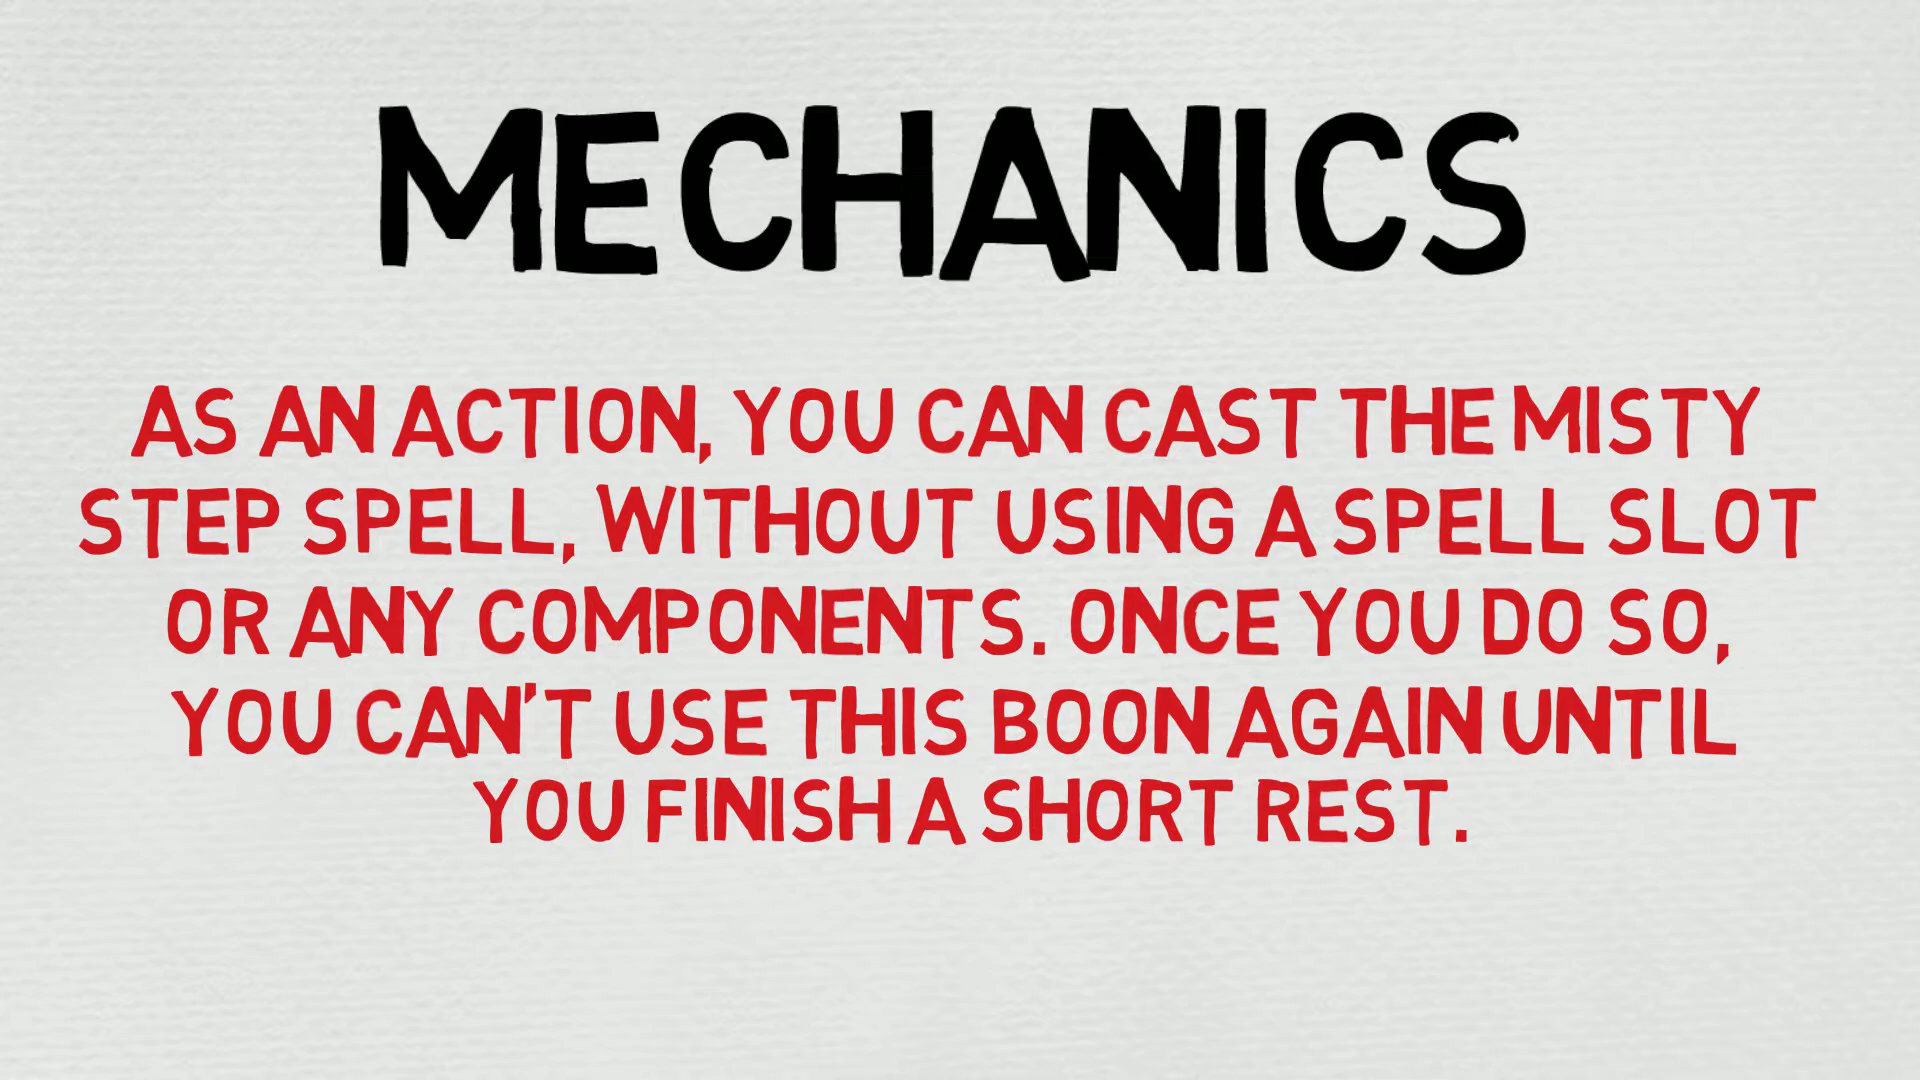 MECHANICS
AS AN ACTION, YOU CAN CAST THE MISTY
STEP SPELL, WITHOUT USING A SPELL SLOT
OR ANY COMPONENTS. ONCE YOU DO SO,
YOU CAN'T USE THIS BOON AGAIN UNTIL
YOU FINISH A SHORT REST.